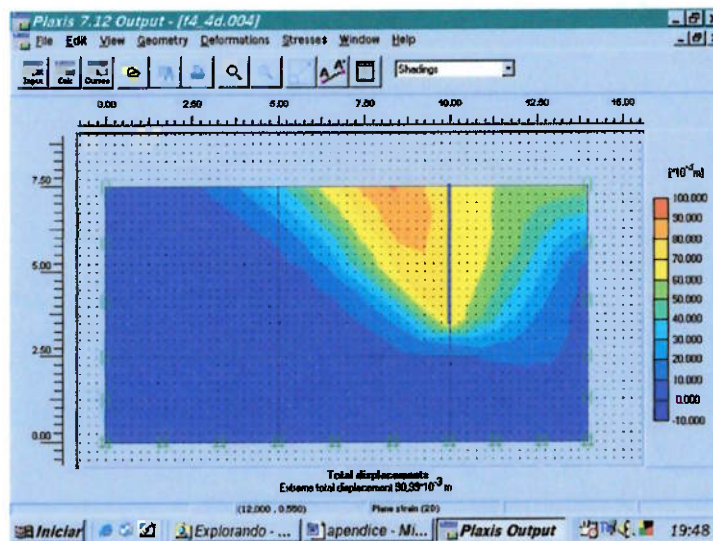 Plaxis 7.12 Output - [f4_4d.004]
File Edit View Geometry Deformations Stresses Window Help
Input Calc Curves Shadings
0.00 2.50 5.00 7.50 10.00 12.50 15.00
7.50
5.00
2.50
0.00
[*10⁻³m]
100.000
90.000
80.000
70.000
60.000
50.000
40.000
30.000
20.000
10.000
0.000
-10.000
Total displacements
Extreme total displacement 90,99*10⁻³ m
(12.000 , 0.550) Plane strain (2D)
Iniciar Explorando - ... apendice - Mi... Plaxis Output 19:48